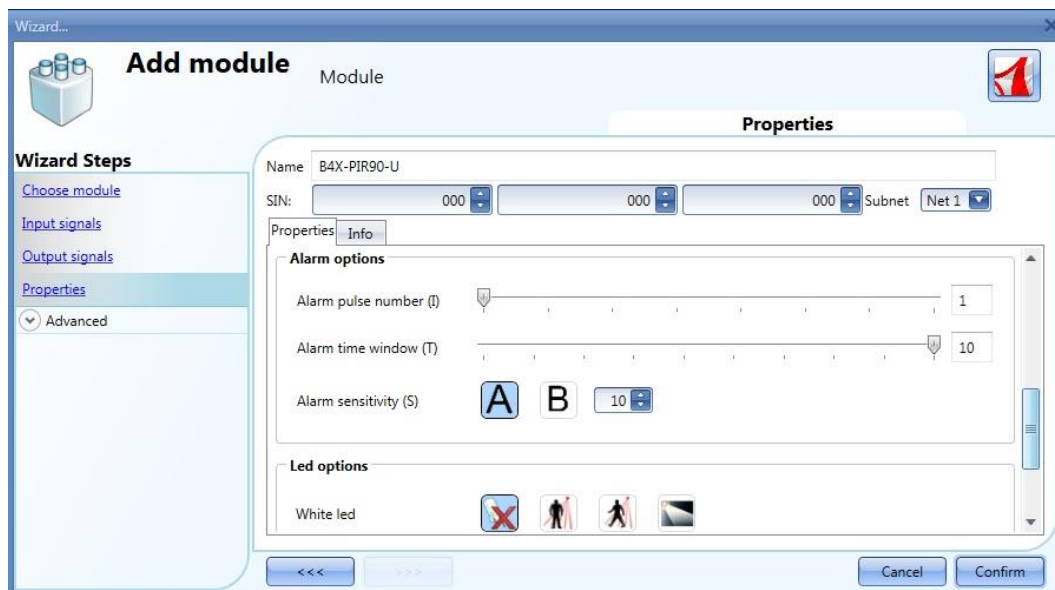 Wizard...
Add module Module
Properties
Wizard Steps
Choose module
Input signals
Output signals
Properties
Advanced
Name B4X-PIR90-U
SIN: 000 000 000 Subnet Net 1
Properties Info
Alarm options
Alarm pulse number (I) 1
Alarm time window (T) 10
Alarm sensitivity (S) A B 10
Led options
White led
<<< >>> Cancel Confirm